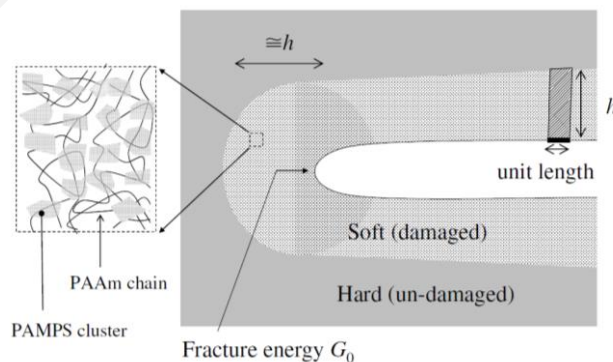 ≅h
h
unit length
Soft (damaged)
PAAm chain
Hard (un-damaged)
PAMPS cluster
Fracture energy G₀